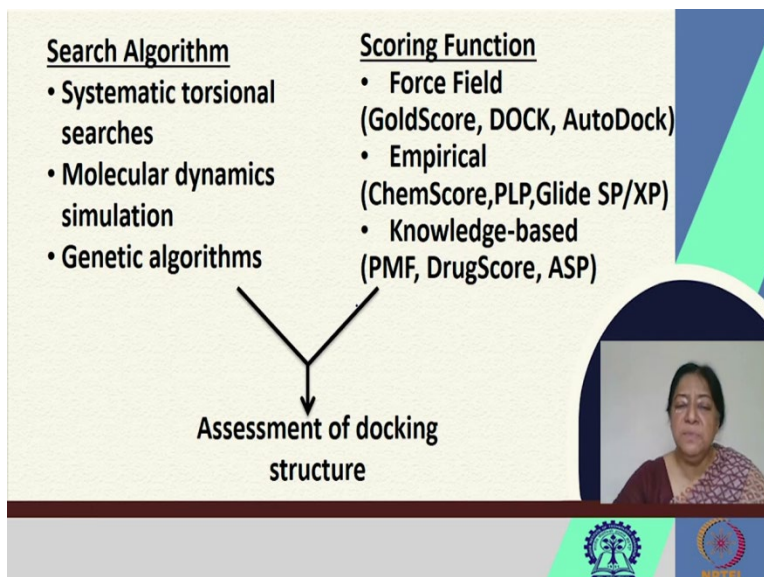 Search Algorithm
• Systematic torsional
searches
• Molecular dynamics
simulation
• Genetic algorithms
Scoring Function
• Force Field
(GoldScore, DOCK, AutoDock)
• Empirical
(ChemScore,PLP,Glide SP/XP)
• Knowledge-based
(PMF, DrugScore, ASP)
Assessment of docking
structure
NPTEL